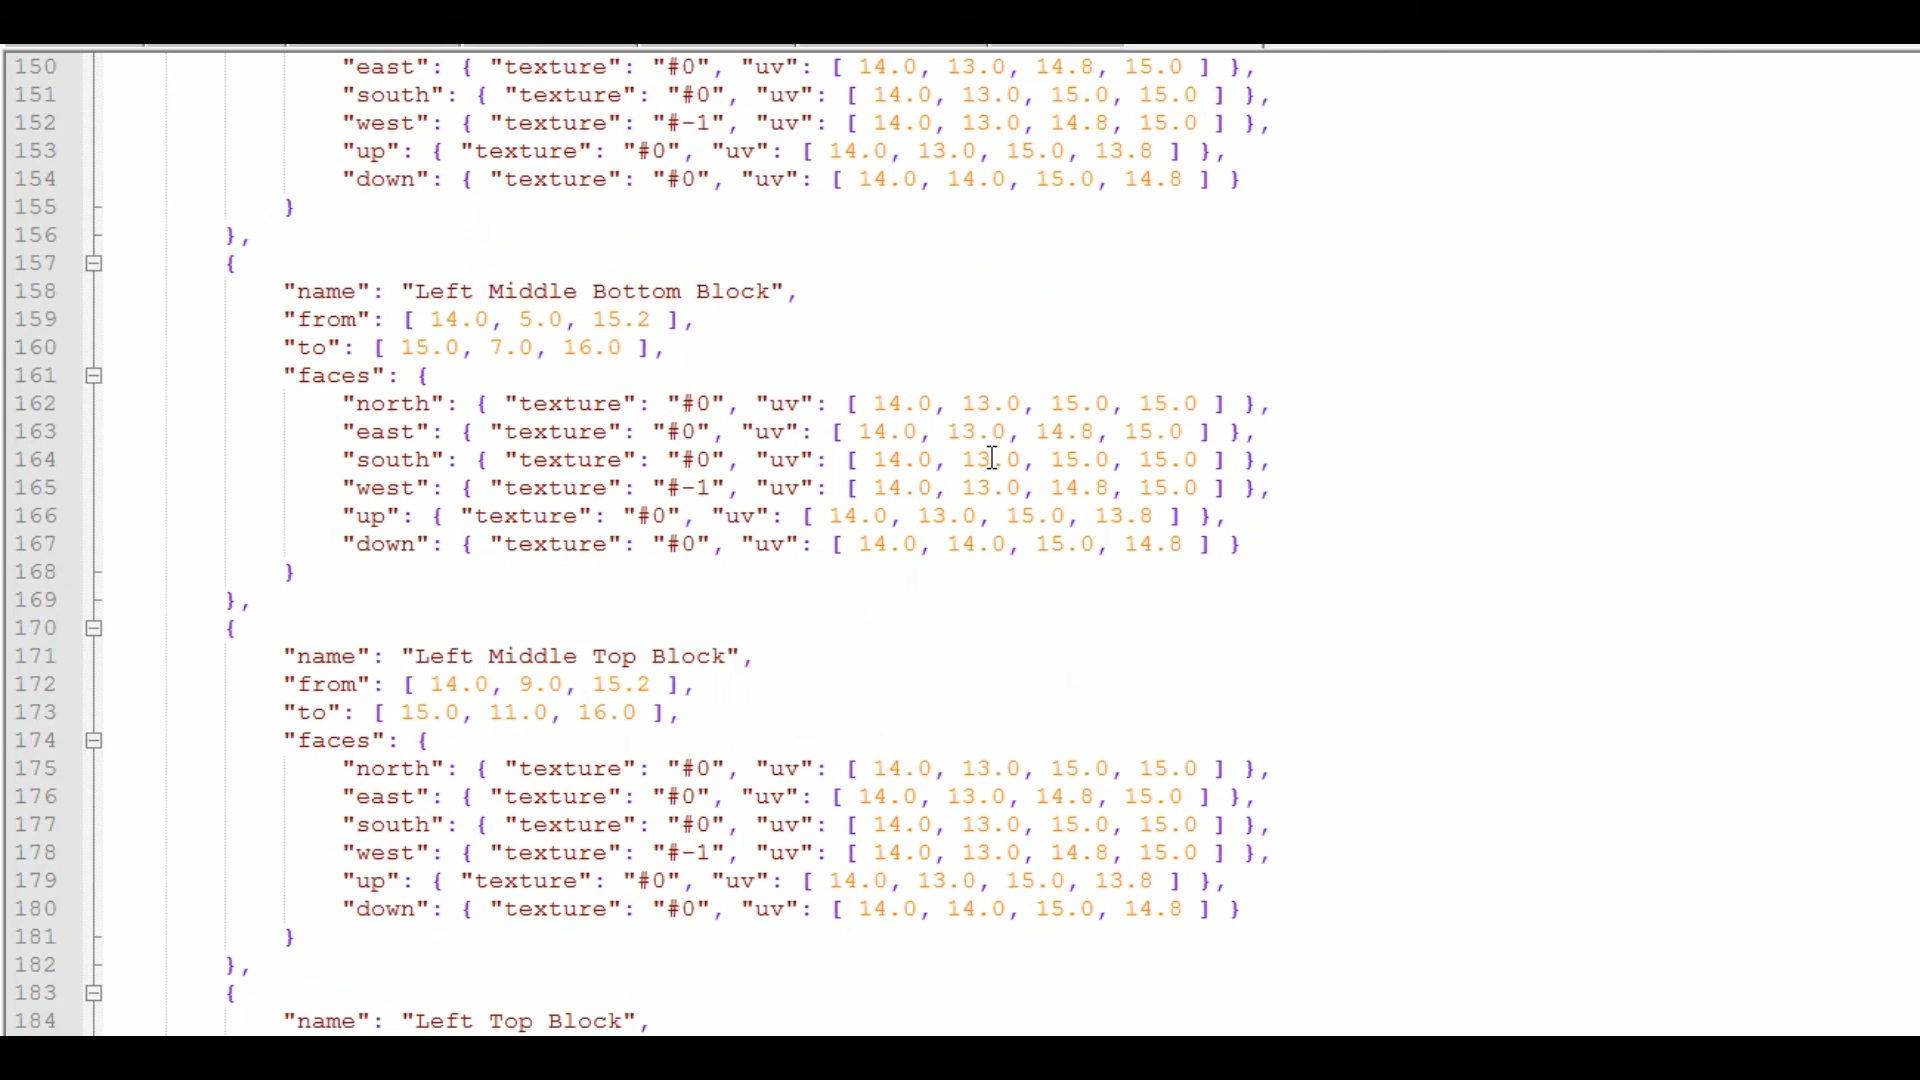 150 "east": { "texture": "#0", "uv": [ 14.0, 13.0, 14.8, 15.0 ] },
151 "south": { "texture": "#0", "uv": [ 14.0, 13.0, 15.0, 15.0 ] },
152 "west": { "texture": "#-1", "uv": [ 14.0, 13.0, 14.8, 15.0 ] },
153 "up": { "texture": "#0", "uv": [ 14.0, 13.0, 15.0, 13.8 ] },
154 "down": { "texture": "#0", "uv": [ 14.0, 14.0, 15.0, 14.8 ] }
155 }
156 },
157 {
158 "name": "Left Middle Bottom Block",
159 "from": [ 14.0, 5.0, 15.2 ],
160 "to": [ 15.0, 7.0, 16.0 ],
161 "faces": {
162 "north": { "texture": "#0", "uv": [ 14.0, 13.0, 15.0, 15.0 ] },
163 "east": { "texture": "#0", "uv": [ 14.0, 13.0, 14.8, 15.0 ] },
164 "south": { "texture": "#0", "uv": [ 14.0, 13.0, 15.0, 15.0 ] },
165 "west": { "texture": "#-1", "uv": [ 14.0, 13.0, 14.8, 15.0 ] },
166 "up": { "texture": "#0", "uv": [ 14.0, 13.0, 15.0, 13.8 ] },
167 "down": { "texture": "#0", "uv": [ 14.0, 14.0, 15.0, 14.8 ] }
168 }
169 },
170 {
171 "name": "Left Middle Top Block",
172 "from": [ 14.0, 9.0, 15.2 ],
173 "to": [ 15.0, 11.0, 16.0 ],
174 "faces": {
175 "north": { "texture": "#0", "uv": [ 14.0, 13.0, 15.0, 15.0 ] },
176 "east": { "texture": "#0", "uv": [ 14.0, 13.0, 14.8, 15.0 ] },
177 "south": { "texture": "#0", "uv": [ 14.0, 13.0, 15.0, 15.0 ] },
178 "west": { "texture": "#-1", "uv": [ 14.0, 13.0, 14.8, 15.0 ] },
179 "up": { "texture": "#0", "uv": [ 14.0, 13.0, 15.0, 13.8 ] },
180 "down": { "texture": "#0", "uv": [ 14.0, 14.0, 15.0, 14.8 ] }
181 }
182 },
183 {
184 "name": "Left Top Block",